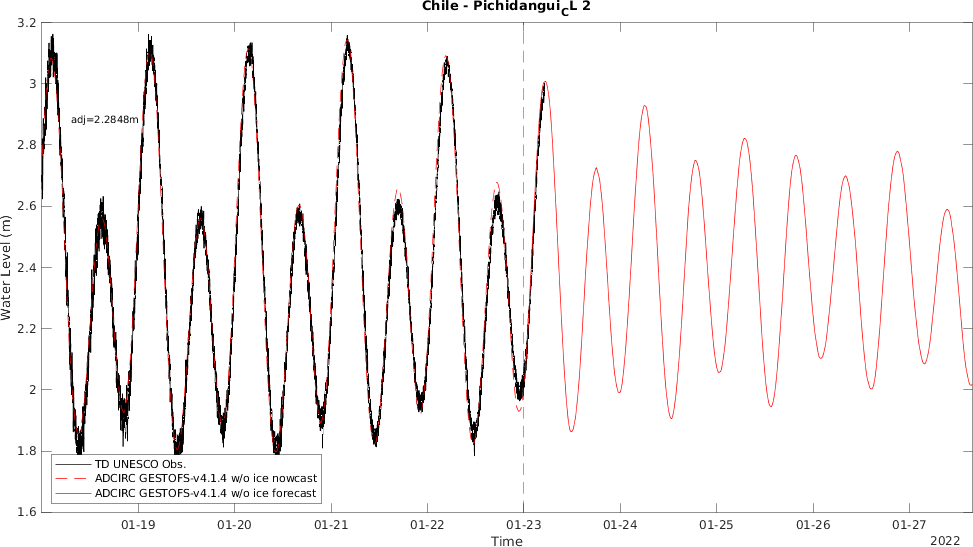 Chile - Pichidangui_CL 2
3.2
3
2.8
2.6
2.4
2.2
2
1.8
1.6
Water Level (m)
adj=2.2848m
TD UNESCO Obs.
ADCIRC GESTOFS-v4.1.4 w/o ice nowcast
ADCIRC GESTOFS-v4.1.4 w/o ice forecast
01-19 01-20 01-21 01-22 01-23 01-24 01-25 01-26 01-27
Time
2022